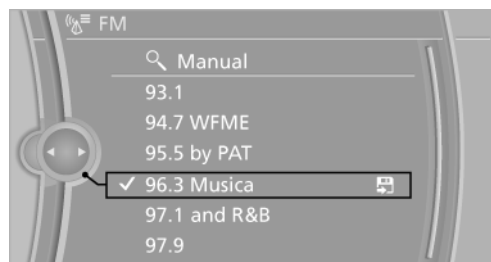 FM
Manual
93.1
94.7 WFME
95.5 by PAT
96.3 Musica
97.1 and R&B
97.9